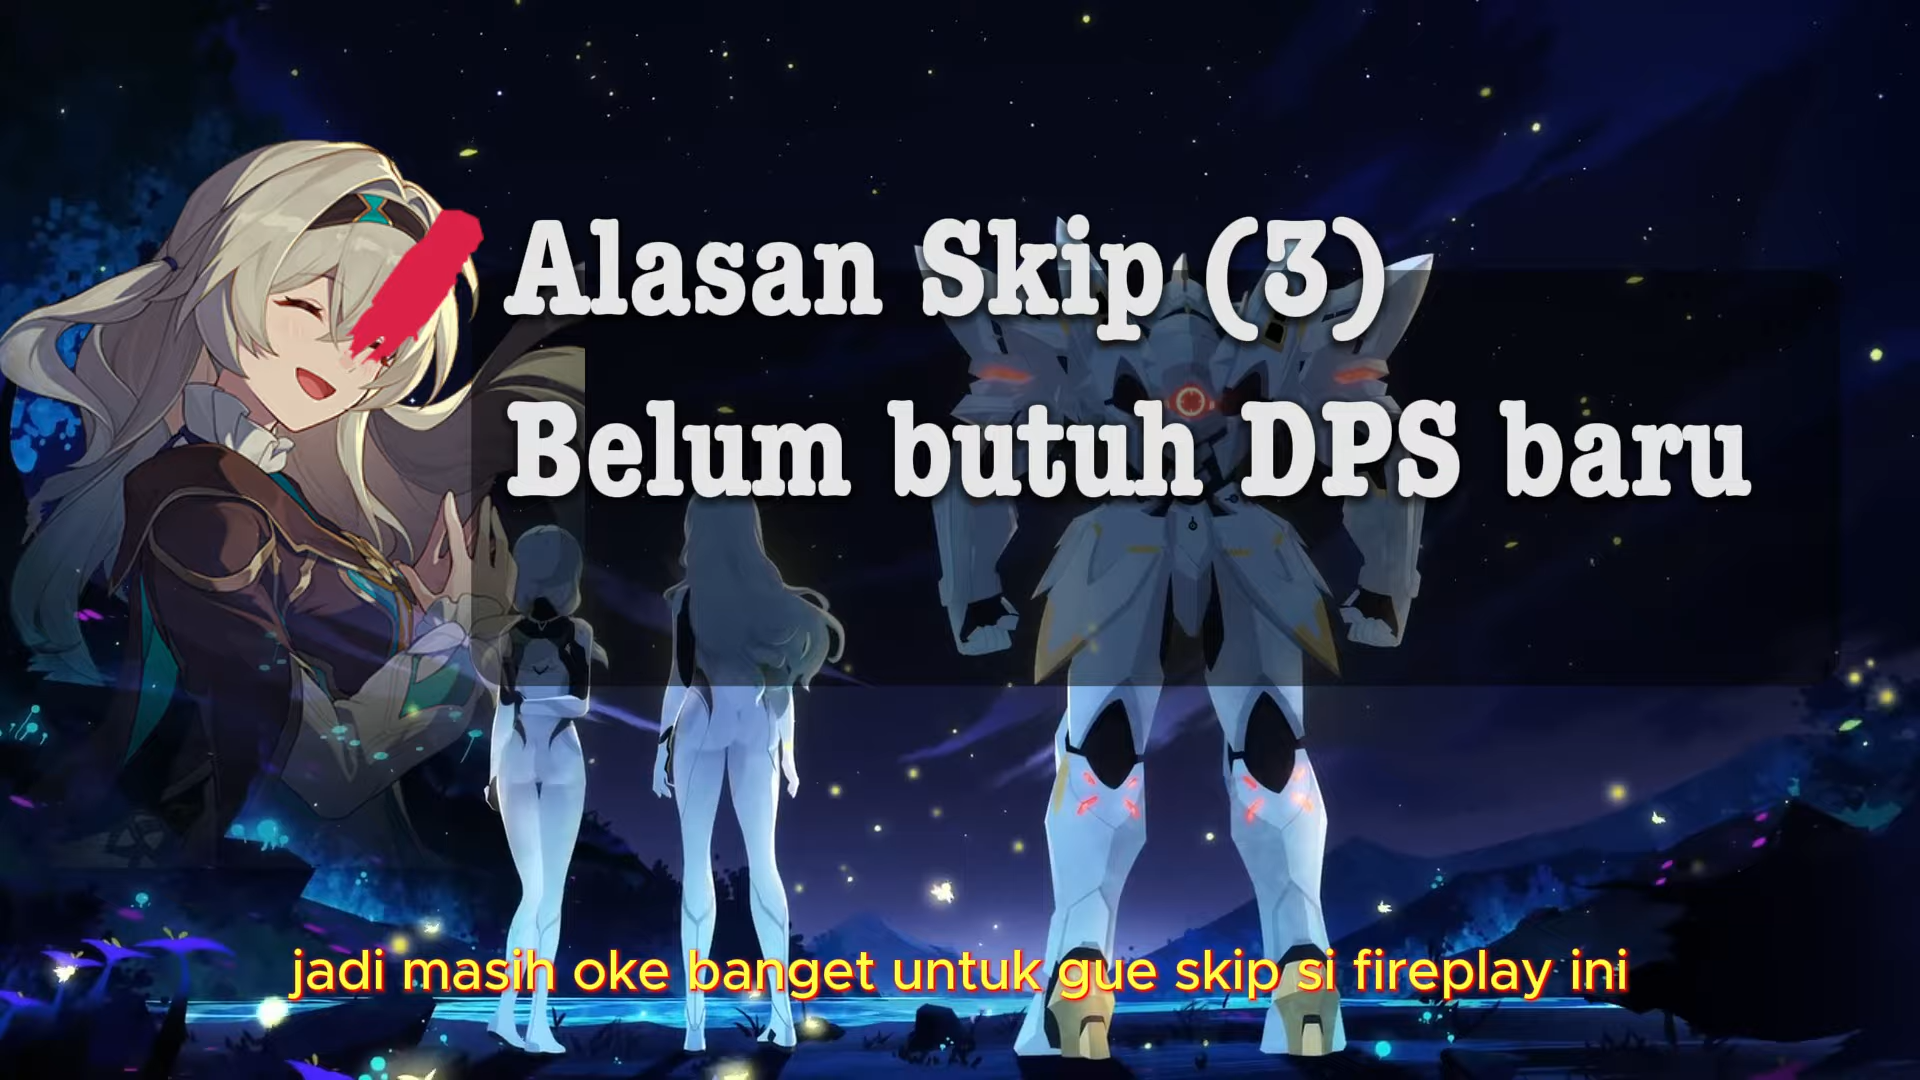 Alasan Skip (3)
Belum butuh DPS baru
jadi masih oke banget untuk gue skip si fireplay ini